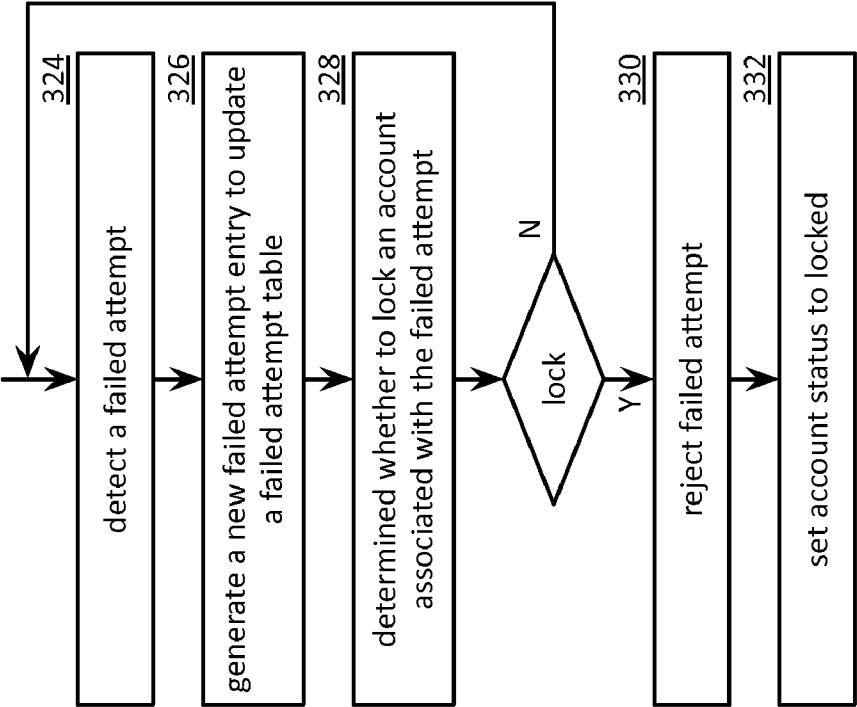 324
detect a failed attempt
326
generate a new failed attempt entry to update
a failed attempt table
328
determined whether to lock an account
associated with the failed attempt
lock
N
Y
330
reject failed attempt
332
set account status to locked